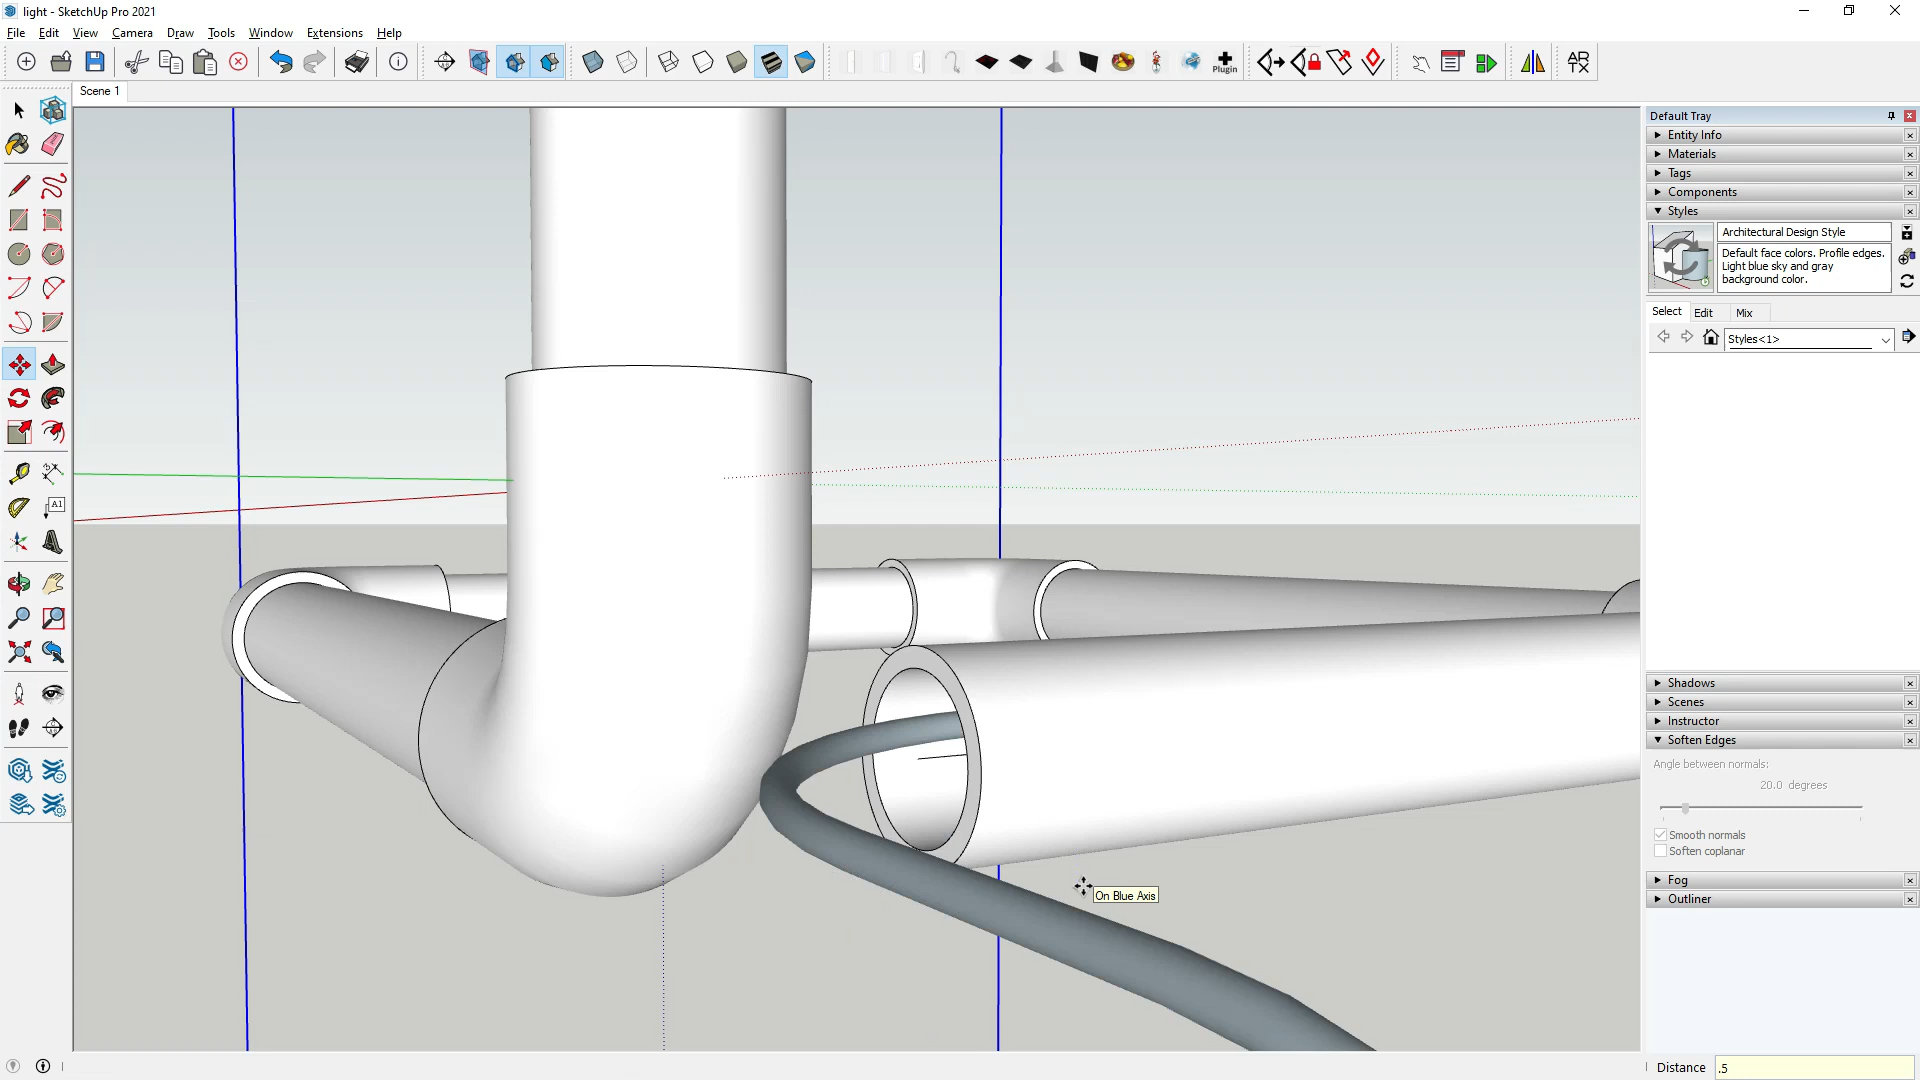 light - SketchUp Pro 2021
File Edit View Camera Draw Tools Window Extensions Help
Plugin
AR
TX
Scene 1
Default Tray
Entity Info
Materials
Tags
Components
Styles
Architectural Design Style
Default face colors. Profile edges.
Light blue sky and gray
background color.
Select Edit Mix
Styles<1>
A1
Shadows
Scenes
Instructor
Soften Edges
Angle between normals:
20.0 degrees
Smooth normals
Soften coplanar
Fog
Outliner
On Blue Axis
Distance .5